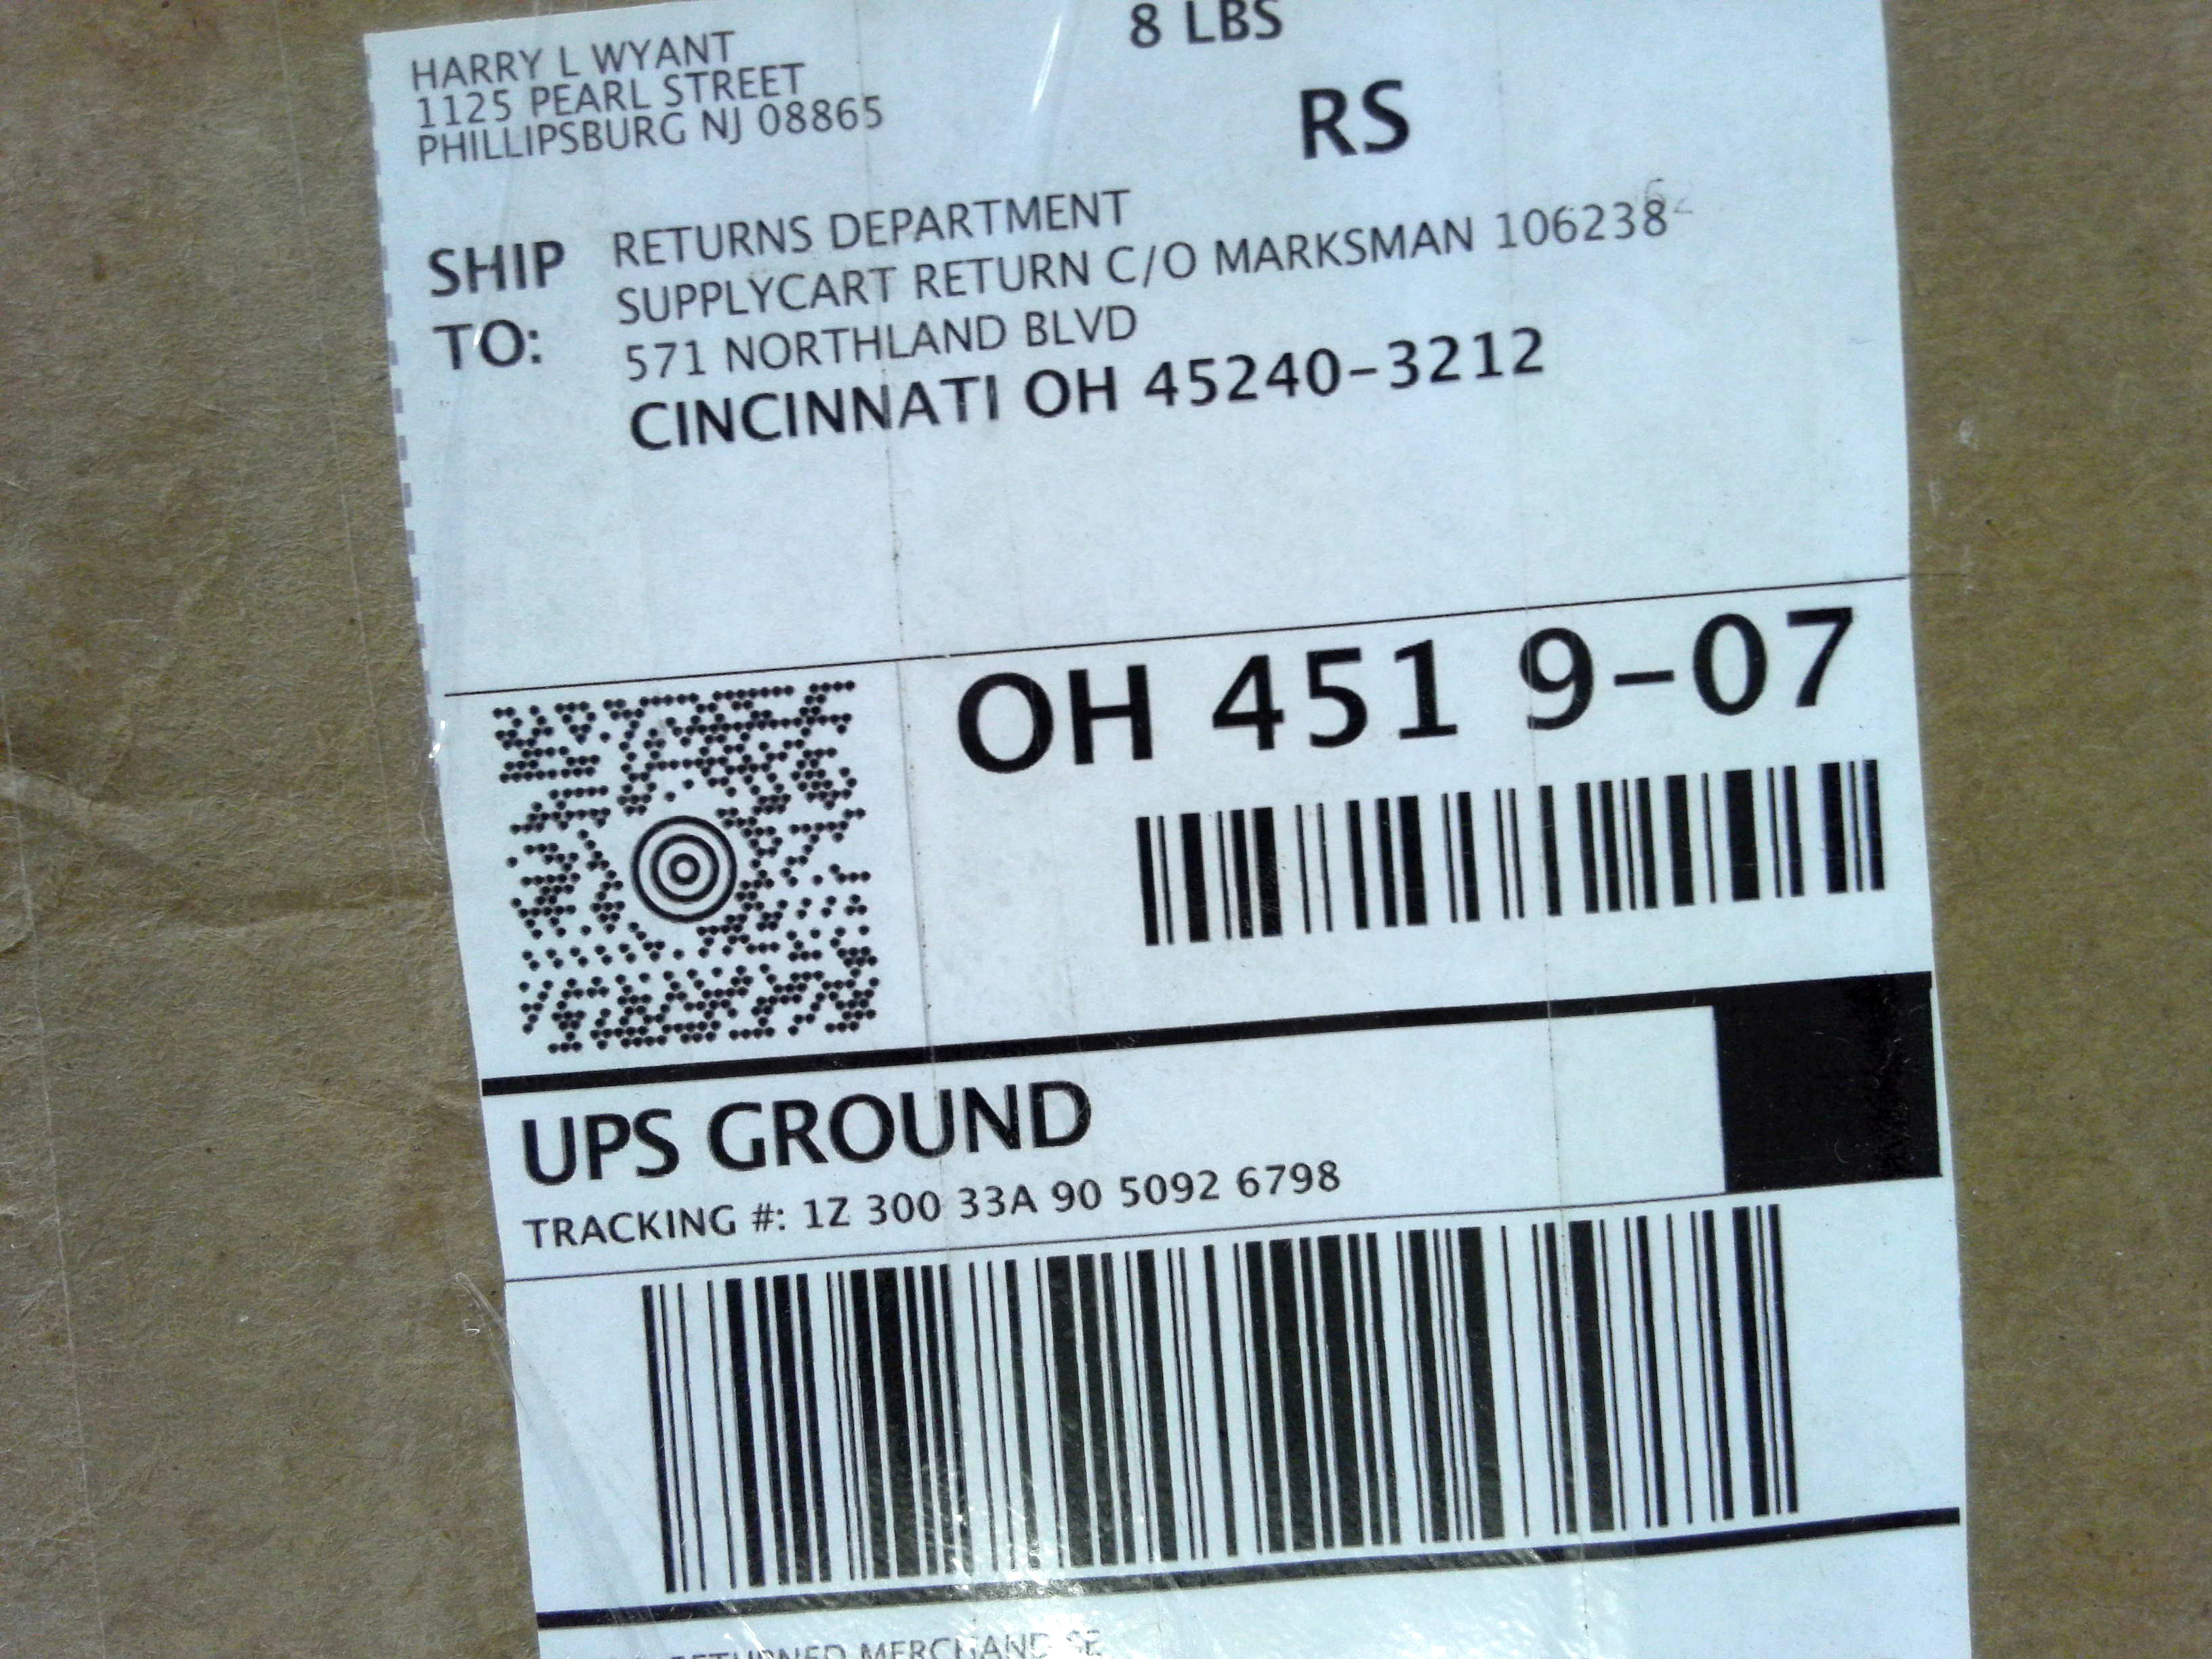 HARRY L WYANT
1125 PEARL STREET
PHILLIPSBURG NJ 08865
8 LBS
RS
SHIP TO:
RETURNS DEPARTMENT
SUPPLYCART RETURN C/O MARKSMAN 106238
571 NORTHLAND BLVD
CINCINNATI OH 45240-3212
OH 451 9-07
UPS GROUND
TRACKING #: 1Z 300 33A 90 5092 6798
RETURNED MERCHANDISE